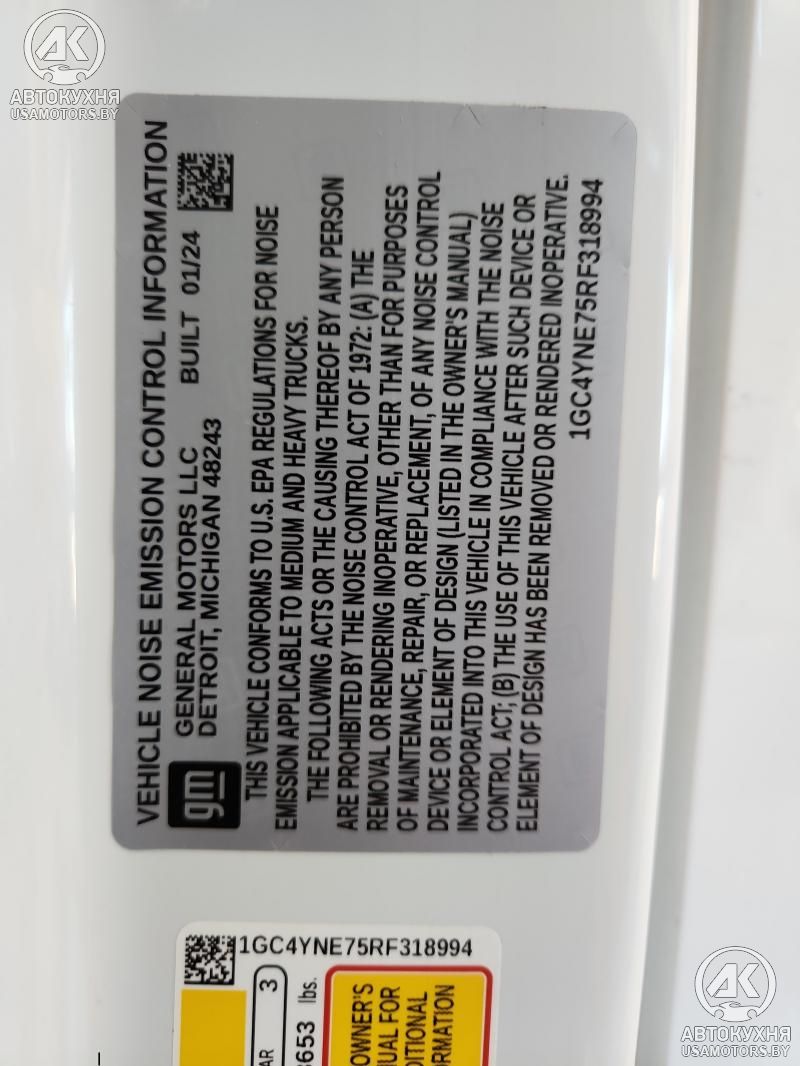 АВТОКУХНЯ
USAMOTORS.BY
VEHICLE NOISE EMISSION CONTROL INFORMATION
gm
GENERAL MOTORS LLC
DETROIT, MICHIGAN 48243
BUILT 01/24
THIS VEHICLE CONFORMS TO U.S. EPA REGULATIONS FOR NOISE
EMISSION APPLICABLE TO MEDIUM AND HEAVY TRUCKS.
THE FOLLOWING ACTS OR THE CAUSING THEREOF BY ANY PERSON
ARE PROHIBITED BY THE NOISE CONTROL ACT OF 1972: (A) THE
REMOVAL OR RENDERING INOPERATIVE, OTHER THAN FOR PURPOSES
OF MAINTENANCE, REPAIR, OR REPLACEMENT, OF ANY NOISE CONTROL
DEVICE OR ELEMENT OF DESIGN (LISTED IN THE OWNER'S MANUAL)
INCORPORATED INTO THIS VEHICLE IN COMPLIANCE WITH THE NOISE
CONTROL ACT; (B) THE USE OF THIS VEHICLE AFTER SUCH DEVICE OR
ELEMENT OF DESIGN HAS BEEN REMOVED OR RENDERED INOPERATIVE.
1GC4YNE75RF318994
1GC4YNE75RF318994
AR 3
3653 lbs.
OWNER'S
FOR
АВТОКУХНЯ
USAMOTORS.BY